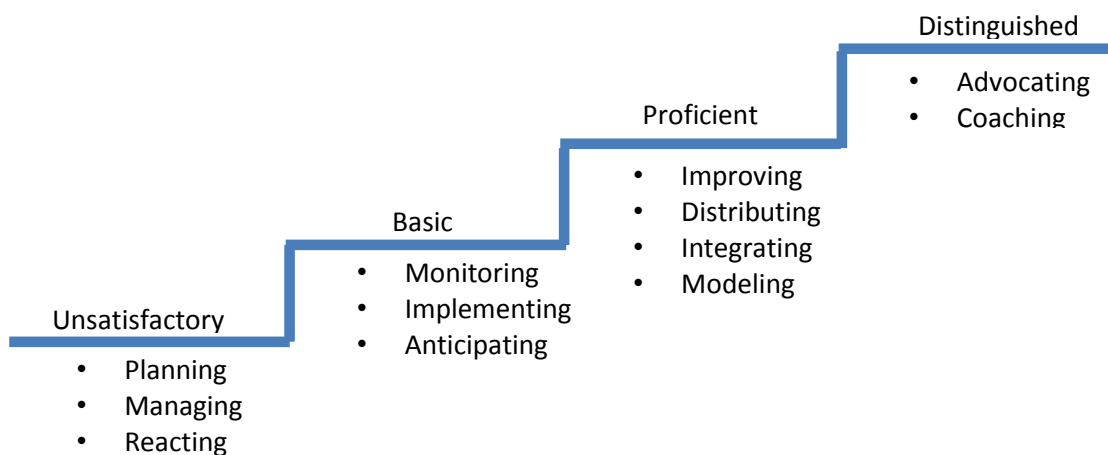 Distinguished
• Advocating
• Coaching
Proficient
• Improving
• Distributing
• Integrating
• Modeling
Basic
• Monitoring
• Implementing
• Anticipating
Unsatisfactory
• Planning
• Managing
• Reacting